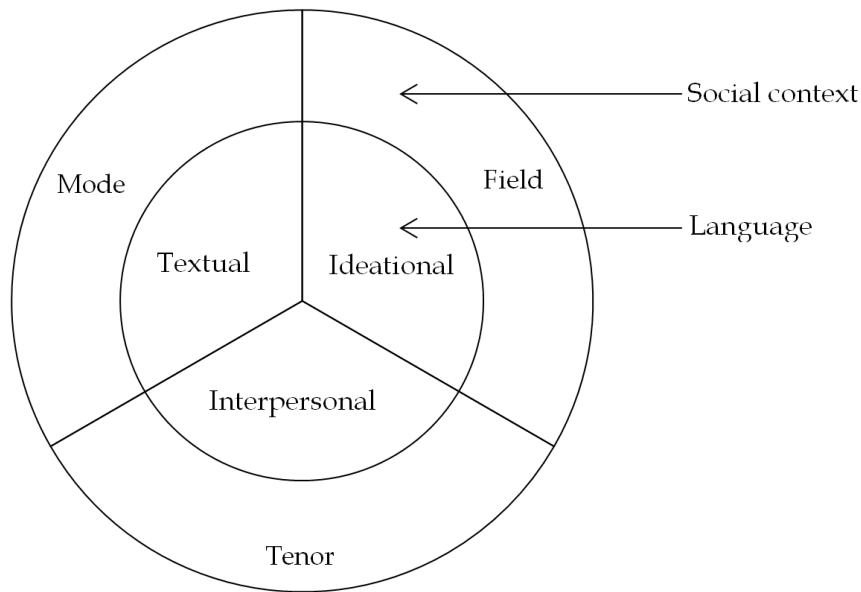 Social context
Mode
Field
Language
Textual
Ideational
Interpersonal
Tenor